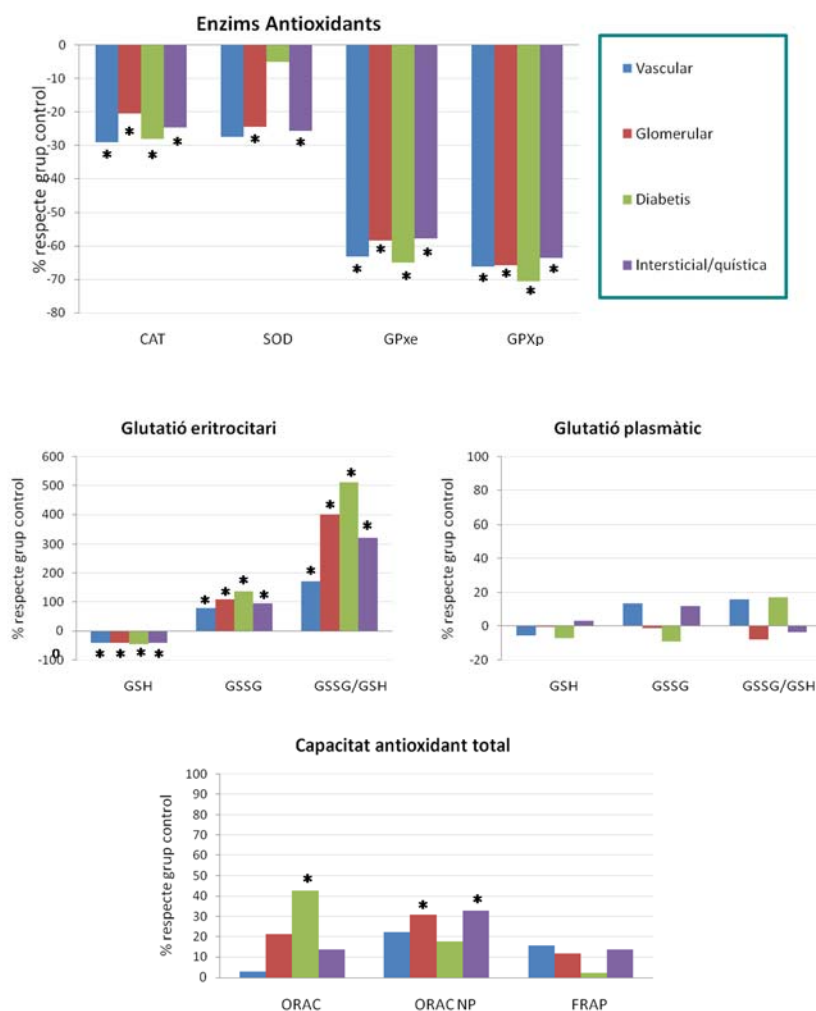 Enzims Antioxidants
% respecte grup control
0
-10
-20
-30
-40
-50
-60
-70
-80
* * * *
* *
* * * *
* * * *
CAT SOD GPxe GPXp
Vascular
Glomerular
Diabetis
Intersticial/quística
Glutatió eritrocitari
% respecte grup control
600
500
400
300
200
100
0
-100
0
* * * *
* * * *
* * * *
GSH GSSG GSSG/GSH
Glutatió plasmàtic
% respecte grup control
100
80
60
40
20
0
-20
GSH GSSG GSSG/GSH
Capacitat antioxidant total
% respecte grup control
100
90
80
70
60
50
40
30
20
10
0
*
* *
ORAC ORAC NP FRAP